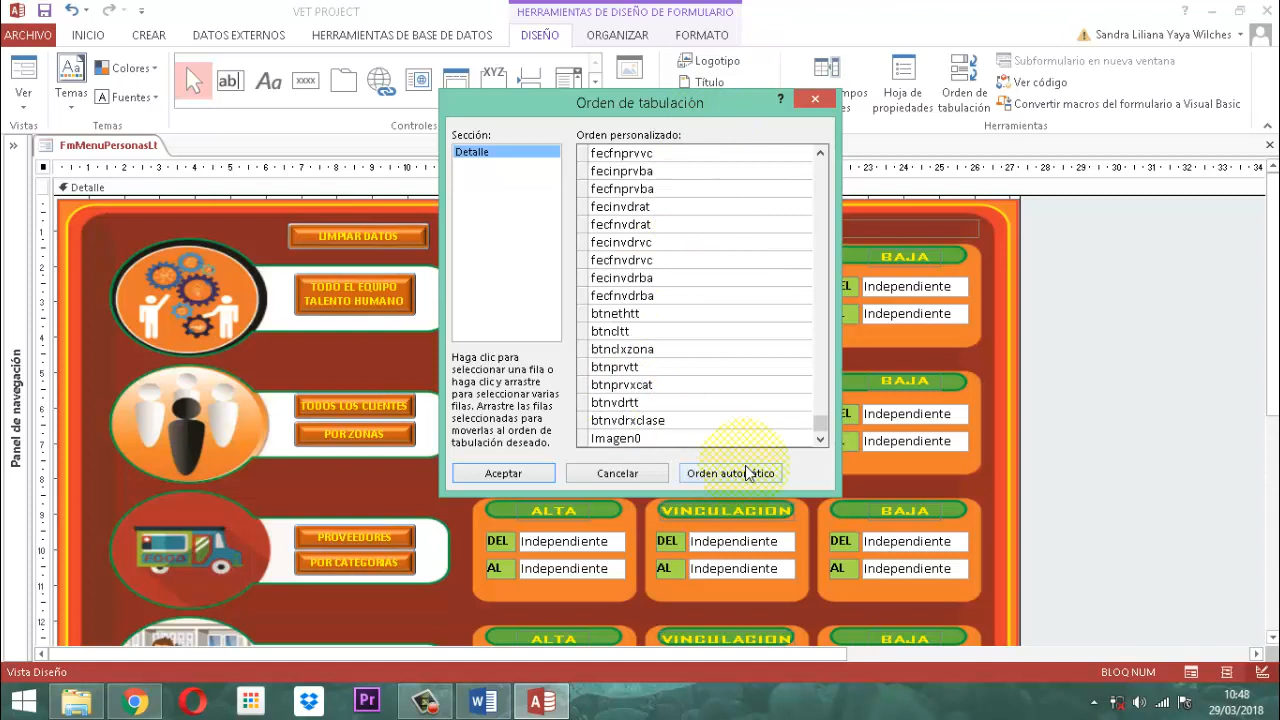 VET PROJECT
HERRAMIENTAS DE DISEÑO DE FORMULARIO
ARCHIVO
INICIO
CREAR
DATOS EXTERNOS
HERRAMIENTAS DE BASE DE DATOS
DISEÑO
ORGANIZAR
FORMATO
Sandra Liliana Yaya Wilches
Ver
Vistas
Temas
Colores
Fuentes
Temas
Aa
ab|
Aa
xxxx
XYZ
Controles
Logotipo
Título
Hoja de
propiedades
Orden de
tabulación
Subformulario en nueva ventana
Ver código
Convertir macros del formulario a Visual Basic
Herramientas
FmMenuPersonasLt
Detalle
Panel de navegación
Orden de tabulación
Sección:
Detalle
Haga clic para
seleccionar una fila o
haga clic y arrastre
para seleccionar varias
filas. Arrastre las filas
seleccionadas para
moverlas al orden de
tabulación deseado.
Orden personalizado:
fecfnprvvc
fecinprvba
fecfnprvba
fecinvdrat
fecfnvdrat
fecinvdrvc
fecfnvdrvc
fecinvdrba
fecfnvdrba
btnethtt
btncltt
btnclxzona
btnprvtt
btnprvxcat
btnvdrtt
btnvdrxclase
Imagen0
Aceptar
Cancelar
Orden automático
LIMPIAR DATOS
TODO EL EQUIPO
TALENTO HUMANO
TODOS LOS CLIENTES
POR ZONAS
PROVEEDORES
POR CATEGORIAS
BAJA
Independiente
Independiente
BAJA
Independiente
Independiente
ALTA
VINCULACION
BAJA
DEL Independiente
DEL Independiente
DEL Independiente
AL Independiente
AL Independiente
AL Independiente
ALTA
VINCULACION
BAJA
Vista Diseño
BLOQ NUM
Pr
10:48
29/03/2018